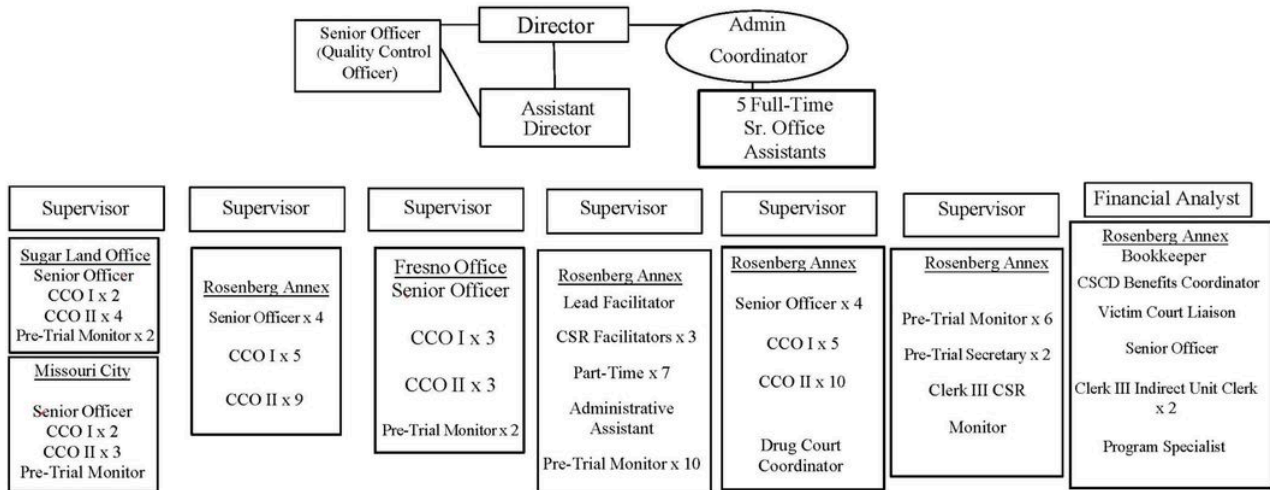 Senior Officer
(Quality Control
Officer)
Director
Admin
Coordinator
Assistant
Director
5 Full-Time
Sr. Office
Assistants
Supervisor
Sugar Land Office
Senior Officer
CCO I x 2
CCO II x 4
Pre-Trial Monitor x 2
Missouri City
Senior Officer
CCO I x 2
CCO II x 3
Pre-Trial Monitor
Supervisor
Rosenberg Annex
Senior Officer x 4
CCO I x 5
CCO II x 9
Supervisor
Fresno Office
Senior Officer
CCO I x 3
CCO II x 3
Pre-Trial Monitor x 2
Supervisor
Rosenberg Annex
Lead Facilitator
CSR Facilitators x 3
Part-Time x 7
Administrative
Assistant
Pre-Trial Monitor x 10
Supervisor
Rosenberg Annex
Senior Officer x 4
CCO I x 5
CCO II x 10
Drug Court
Coordinator
Supervisor
Rosenberg Annex
Pre-Trial Monitor x 6
Pre-Trial Secretary x 2
Clerk III CSR
Monitor
Financial Analyst
Rosenberg Annex
Bookkeeper
CSCD Benefits Coordinator
Victim Court Liaison
Senior Officer
Clerk III Indirect Unit Clerk
x 2
Program Specialist